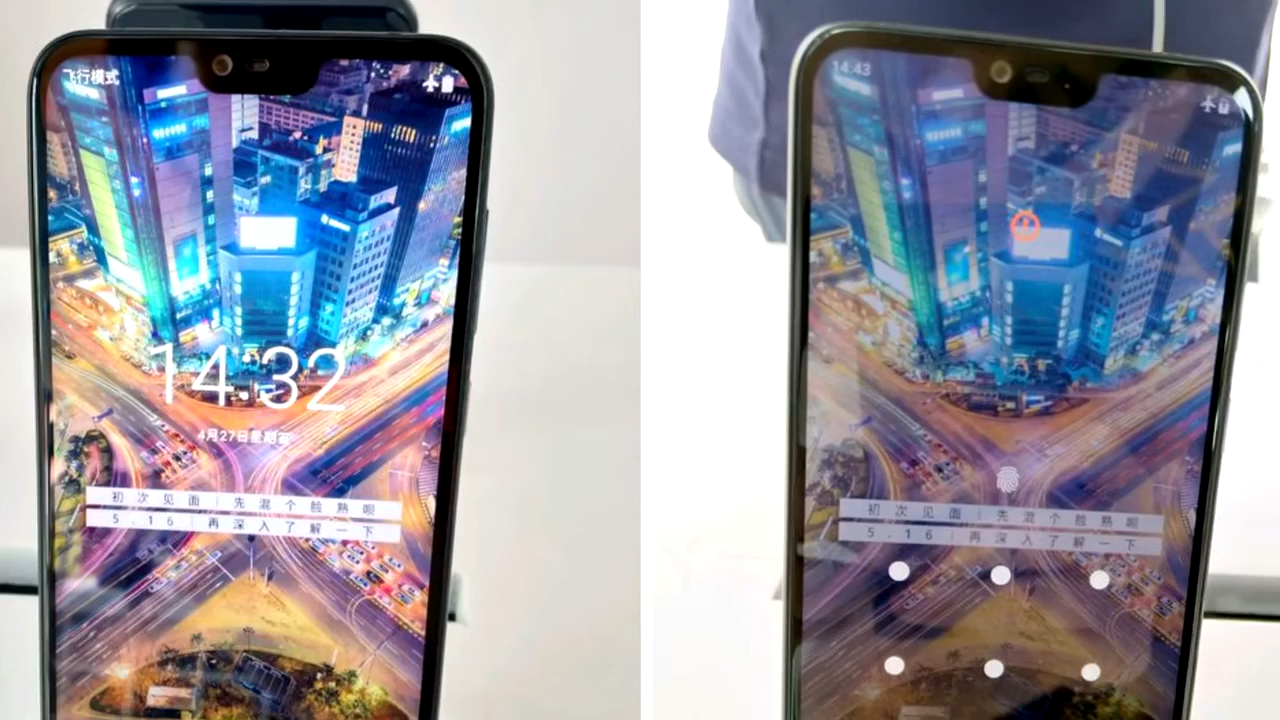 飞行模式
14:32
4月27日星期五
初次见面|先混个脸熟呗
5.16|再深入了解一下
14:43
初次见面|先混个脸熟呗
5.16|再深入了解一下